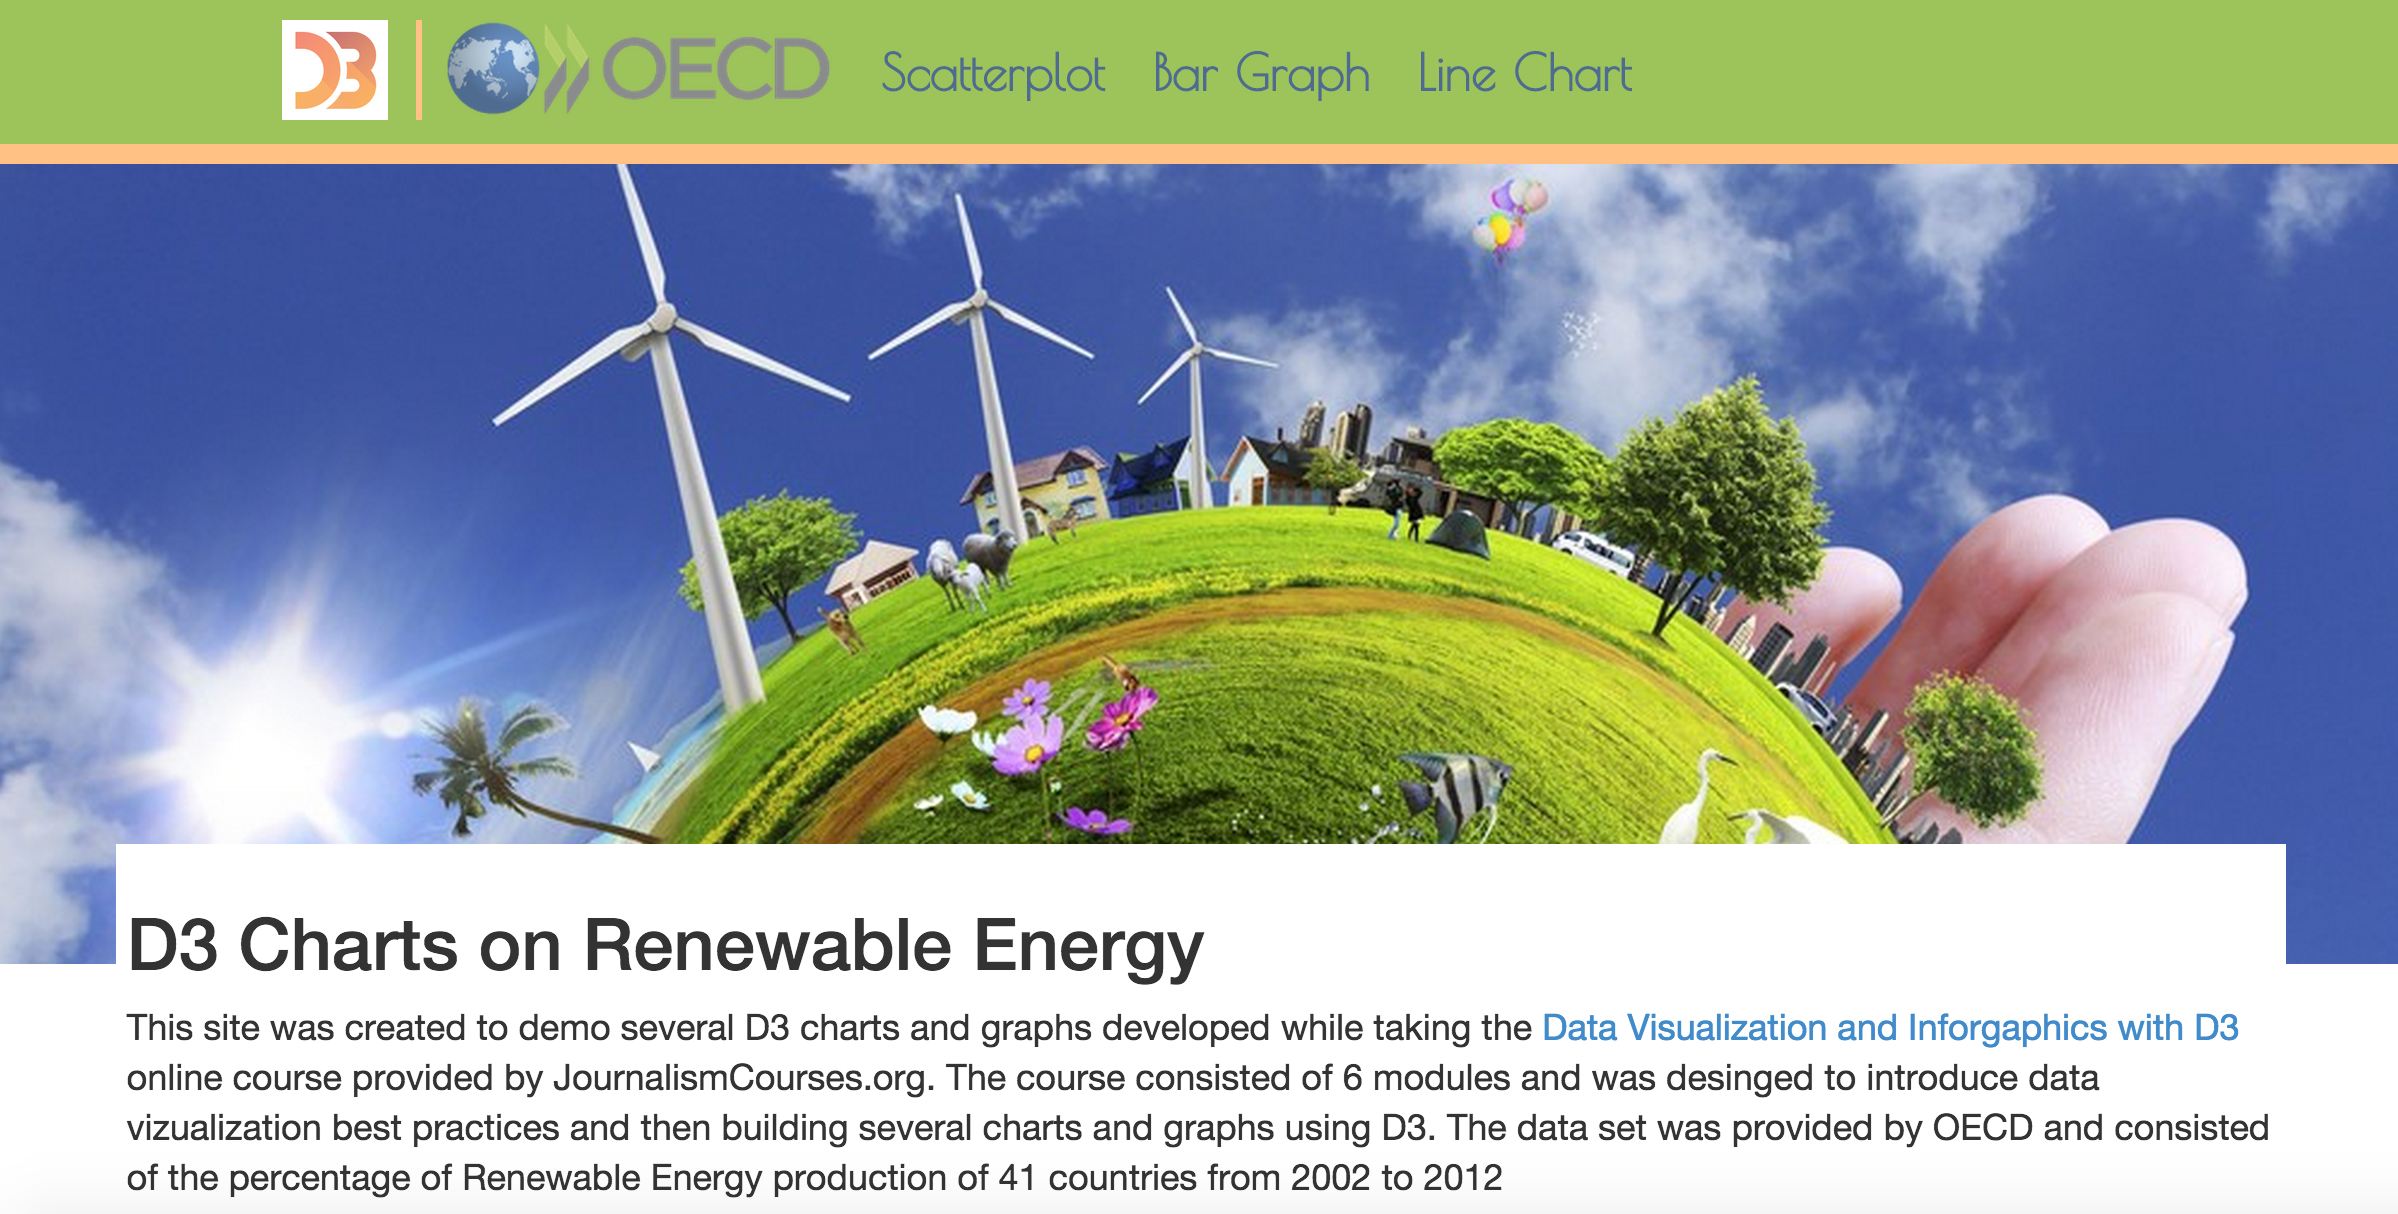 D3 OECD Scatterplot Bar Graph Line Chart
D3 Charts on Renewable Energy
This site was created to demo several D3 charts and graphs developed while taking the Data Visualization and Inforgaphics with D3
online course provided by JournalismCourses.org. The course consisted of 6 modules and was desinged to introduce data
vizualization best practices and then building several charts and graphs using D3. The data set was provided by OECD and consisted
of the percentage of Renewable Energy production of 41 countries from 2002 to 2012